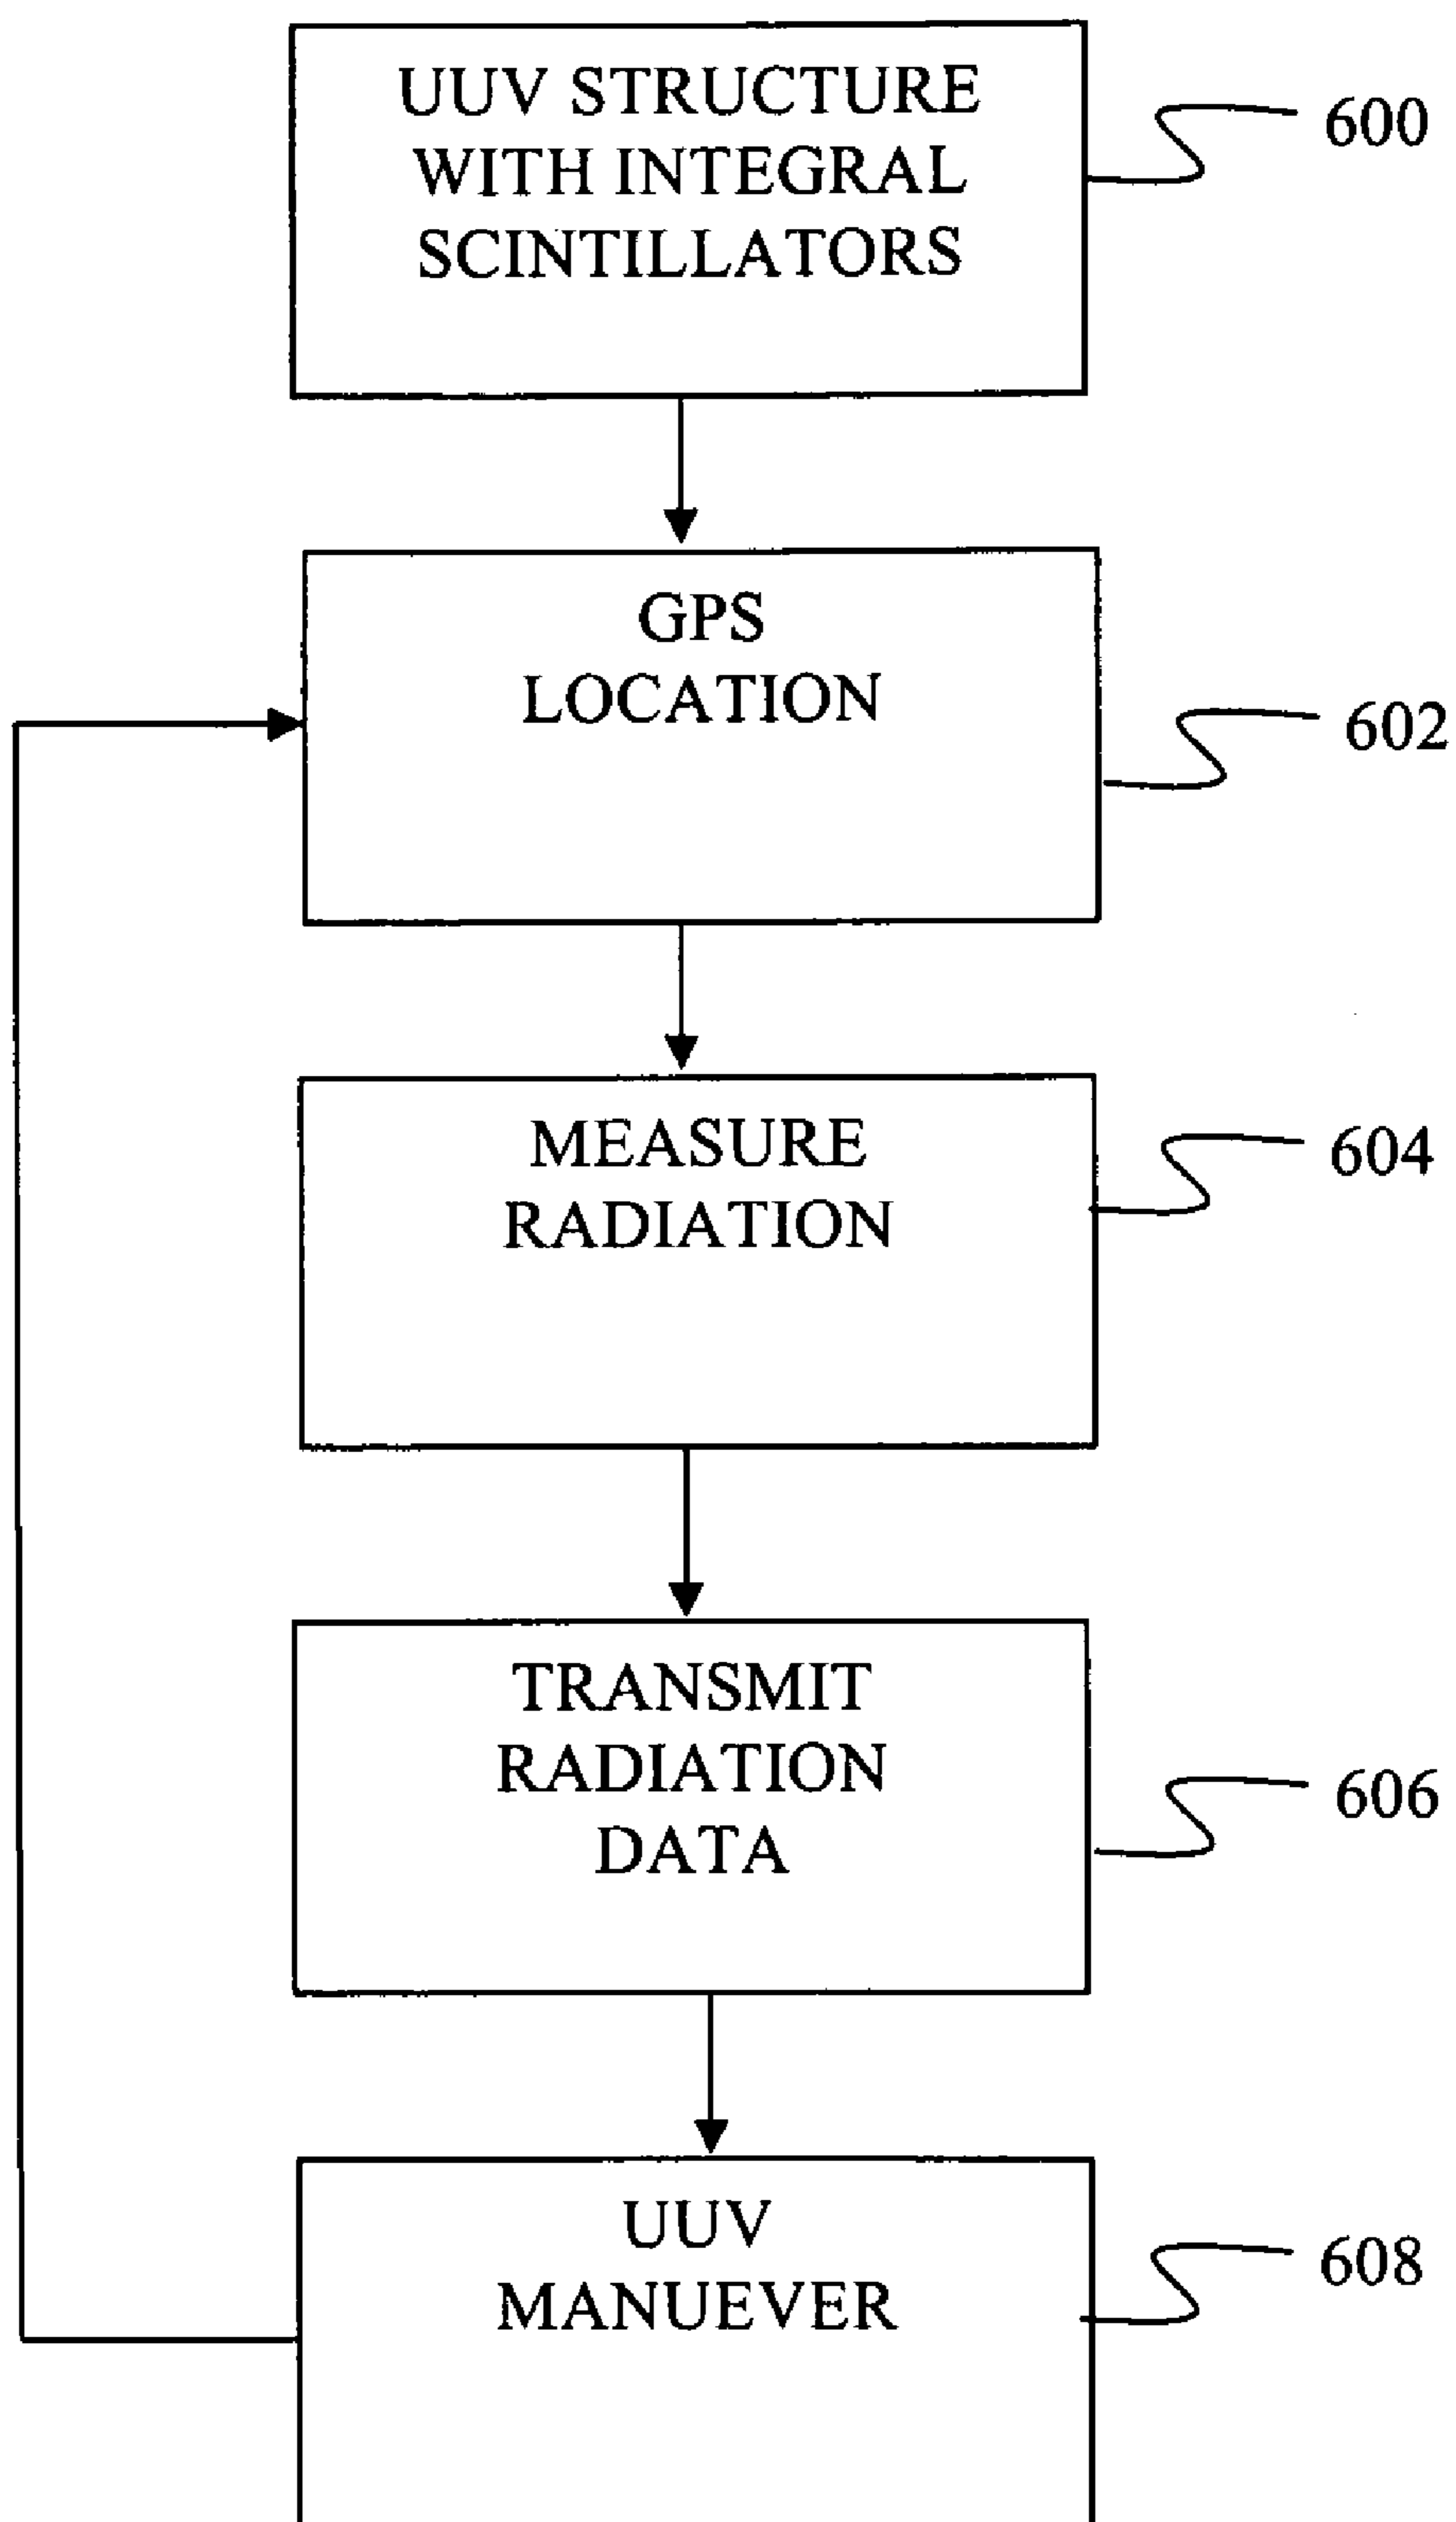 UUV STRUCTURE
WITH INTEGRAL
SCINTILLATORS
600
GPS
LOCATION
602
MEASURE
RADIATION
604
TRANSMIT
RADIATION
DATA
606
UUV
MANUEVER
608